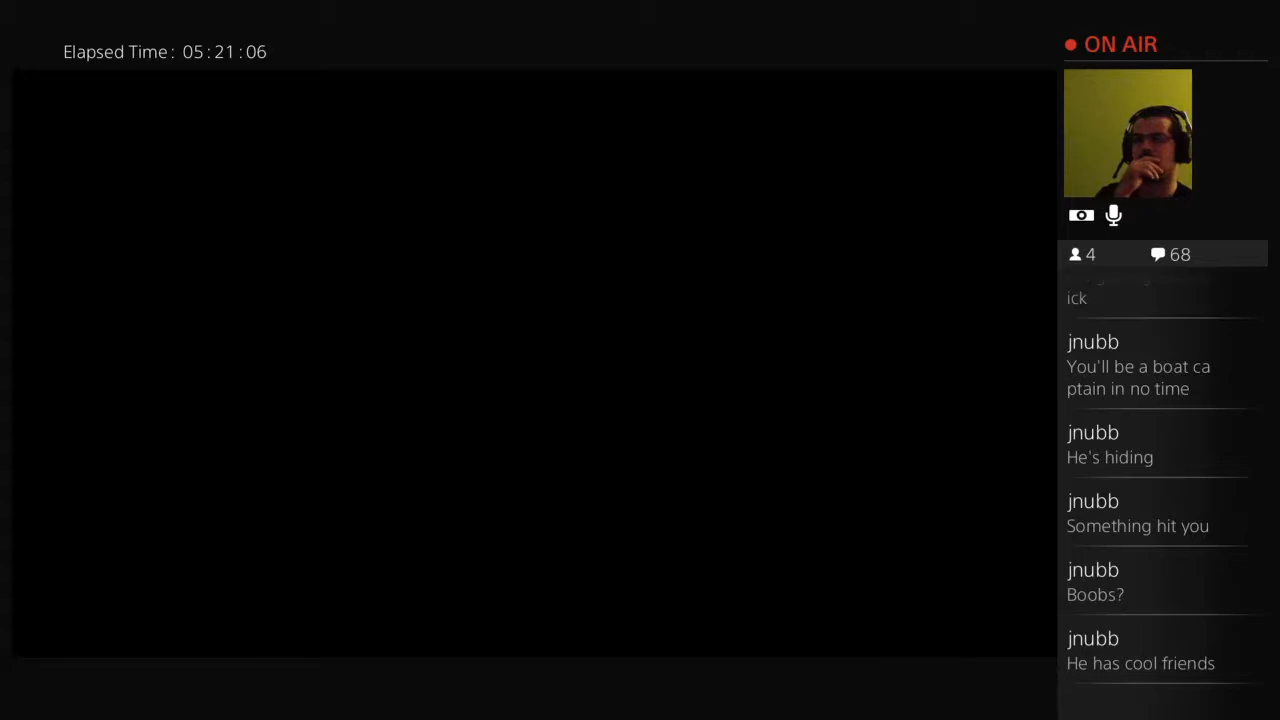 Elapsed Time: 05:21:06
ON AIR
4 68
ick
jnubb
You'll be a boat ca
ptain in no time
jnubb
He's hiding
jnubb
Something hit you
jnubb
Boobs?
jnubb
He has cool friends